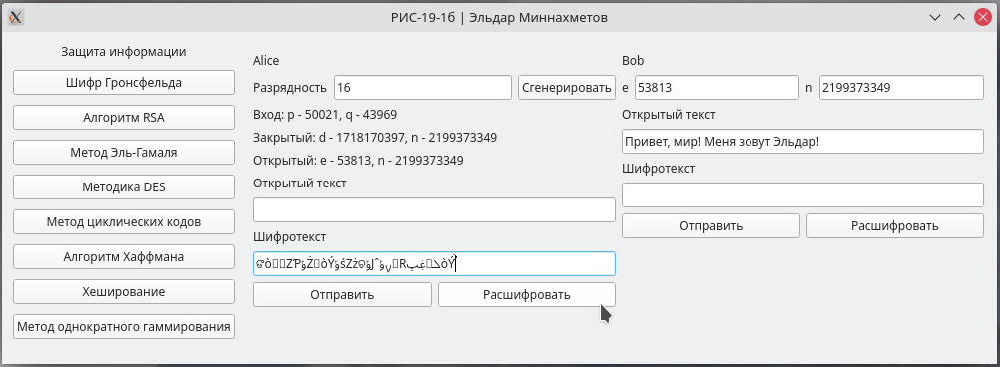 РИС-19-1б | Эльдар Миннахметов
Защита информации
Шифр Гронсфельда
Алгоритм RSA
Метод Эль-Гамаля
Методика DES
Метод циклических кодов
Алгоритм Хаффмана
Хеширование
Метод однократного гаммирования
Alice
Разрядность 16 Сгенерировать
Вход: p - 50021, q - 43969
Закрытый: d - 1718170397, n - 2199373349
Открытый: e - 53813, n - 2199373349
Открытый текст
Шифротекст
Отправить Расшифровать
Bob
e 53813 n 2199373349
Открытый текст
Привет, мир! Меня зовут Эльдар!
Шифротекст
Отправить Расшифровать